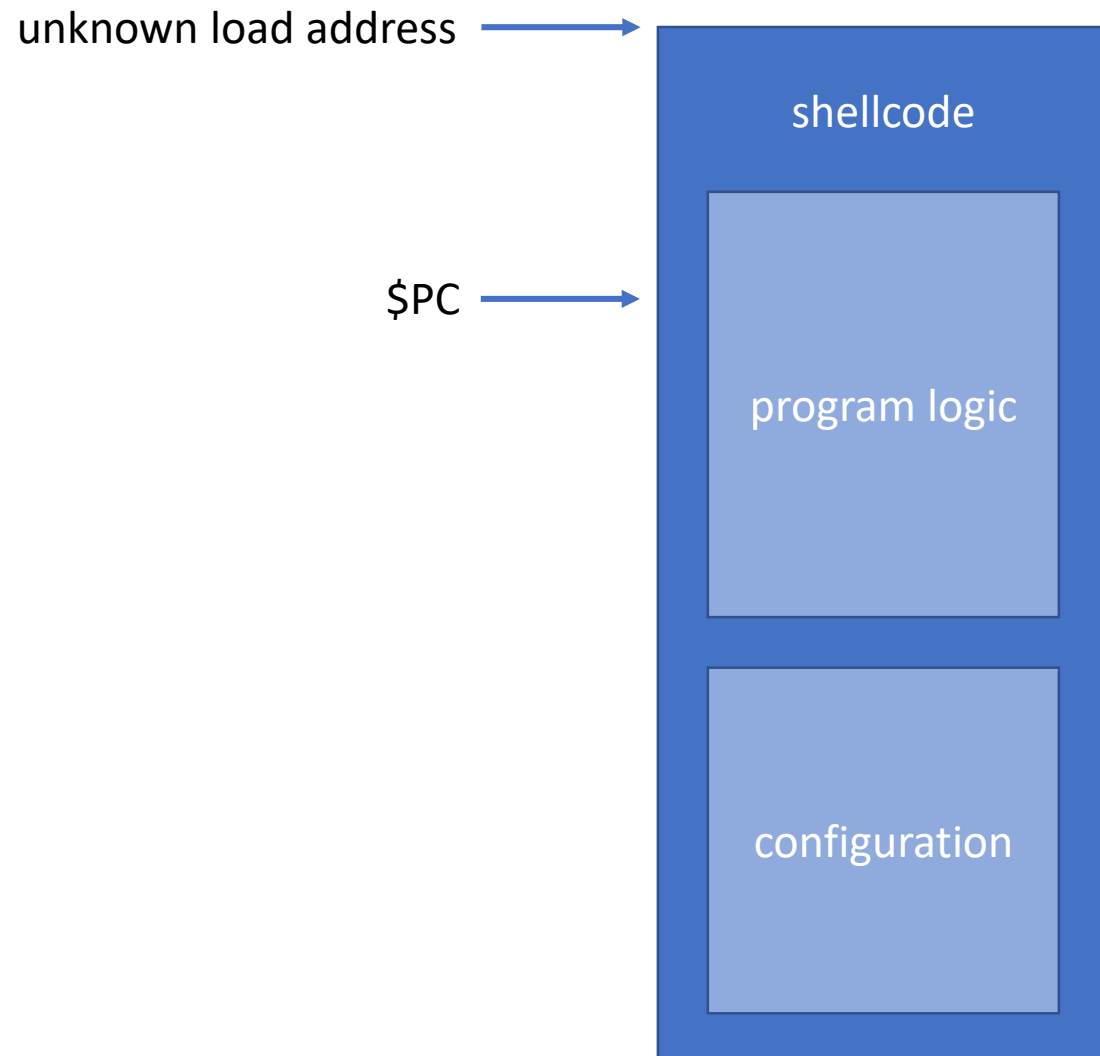 unknown load address
shellcode
$PC
program logic
configuration